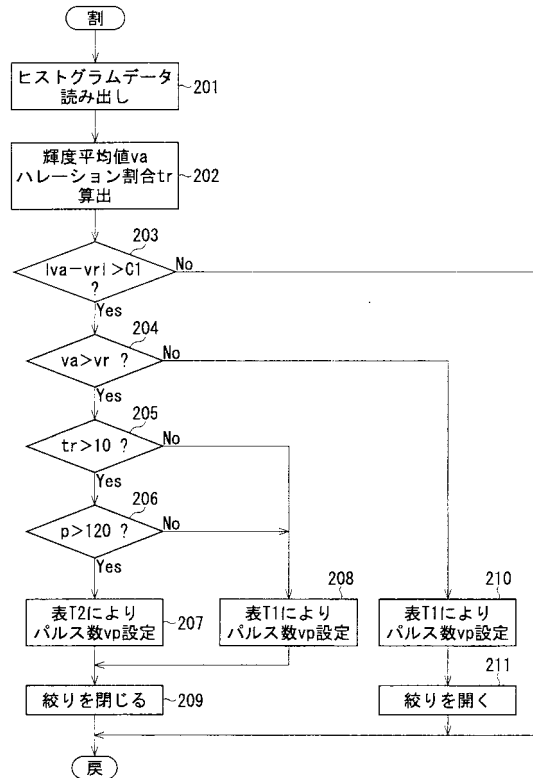 割
ヒストグラムデータ
読み出し
201
輝度平均値va
ハレーション割合tr
算出
202
203
|va-vr|>C1
?
No
Yes
204
va>vr ?
No
Yes
205
tr>10 ?
No
Yes
206
p>120 ?
No
Yes
表T2により
パルス数vp設定
207
208
表T1により
パルス数vp設定
210
表T1により
パルス数vp設定
絞りを閉じる
209
211
絞りを開く
戻